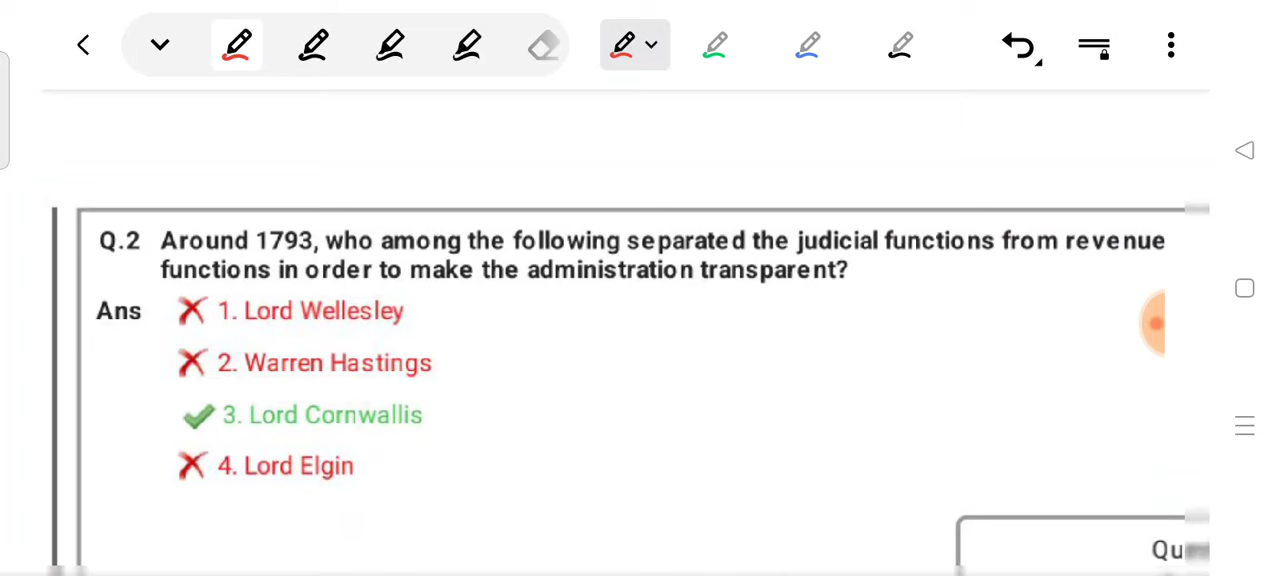 Q.2 Around 1793, who among the following separated the judicial functions from revenue
functions in order to make the administration transparent?
Ans 1. Lord Wellesley
2. Warren Hastings
3. Lord Cornwallis
4. Lord Elgin